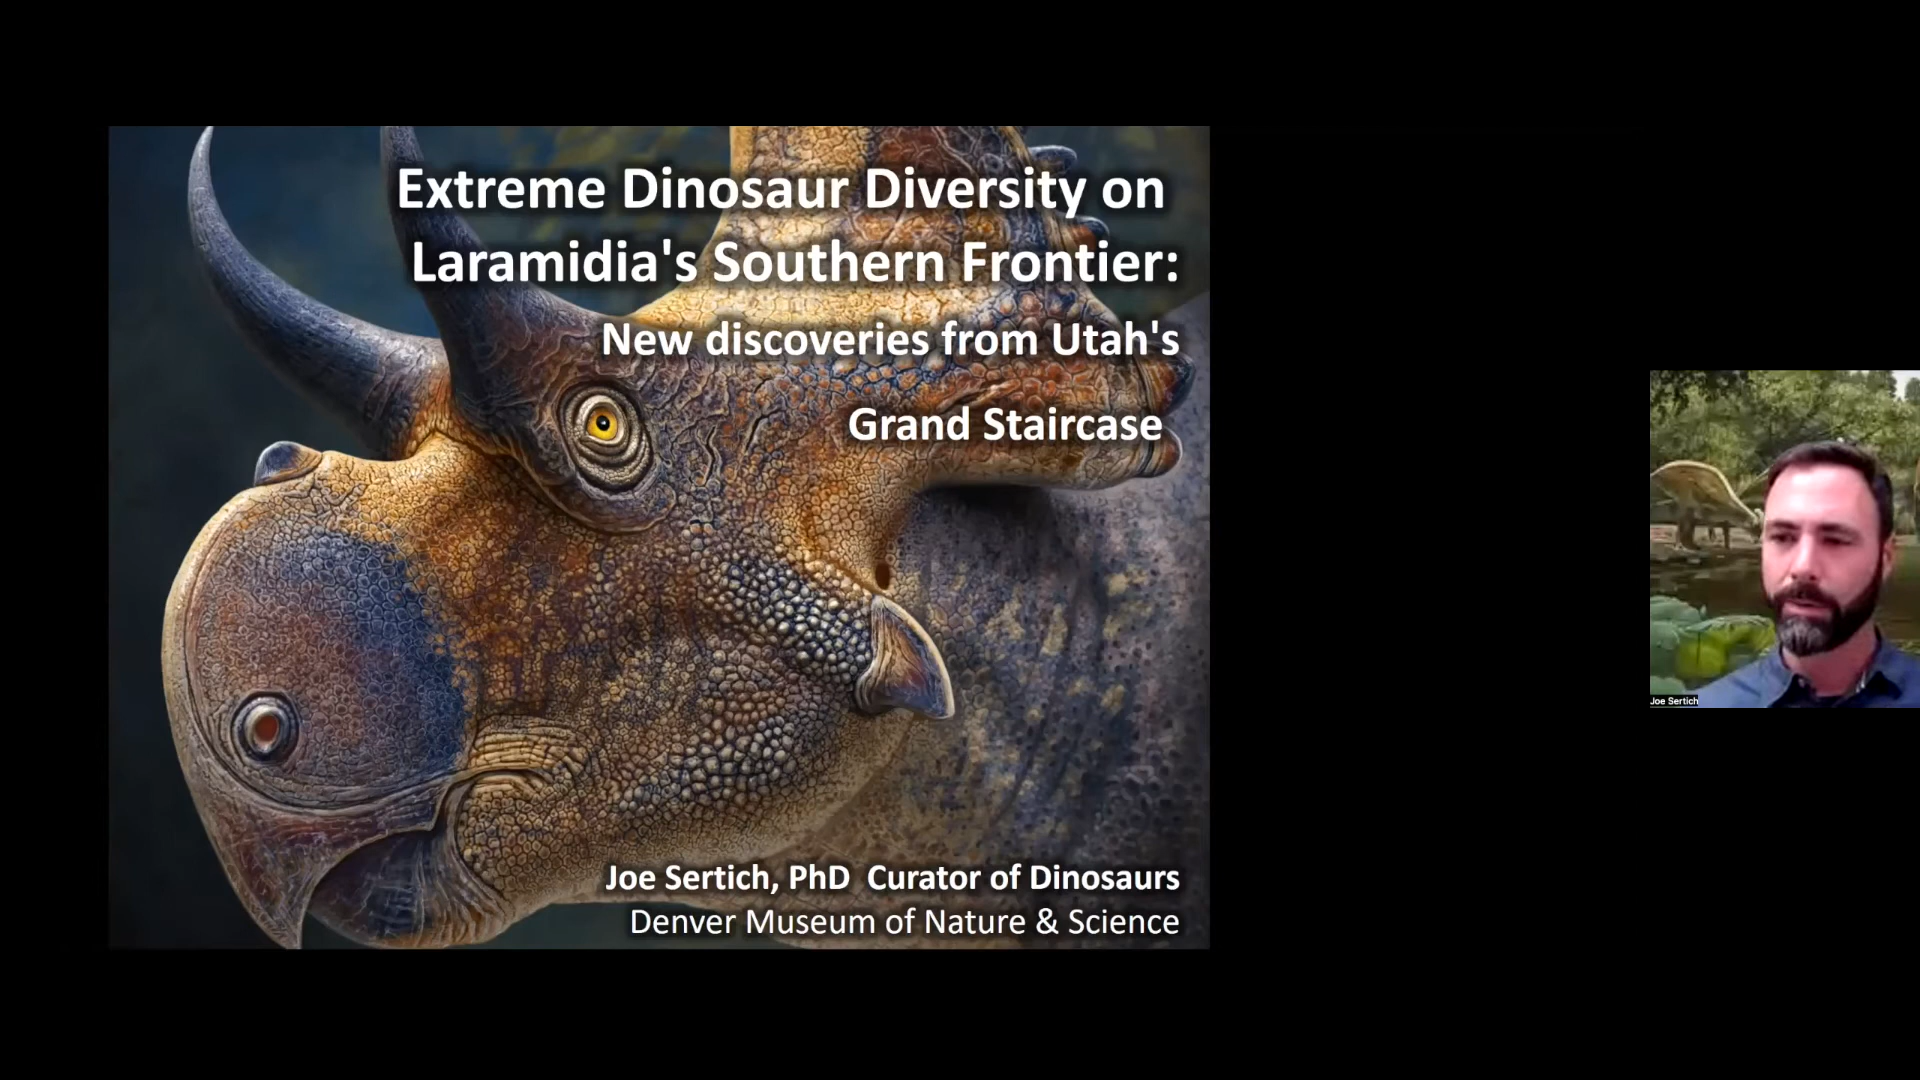 Extreme Dinosaur Diversity on
Laramidia's Southern Frontier:
New discoveries from Utah's
Grand Staircase
Joe Sertich, PhD  Curator of Dinosaurs
Denver Museum of Nature & Science
Joe Sertich